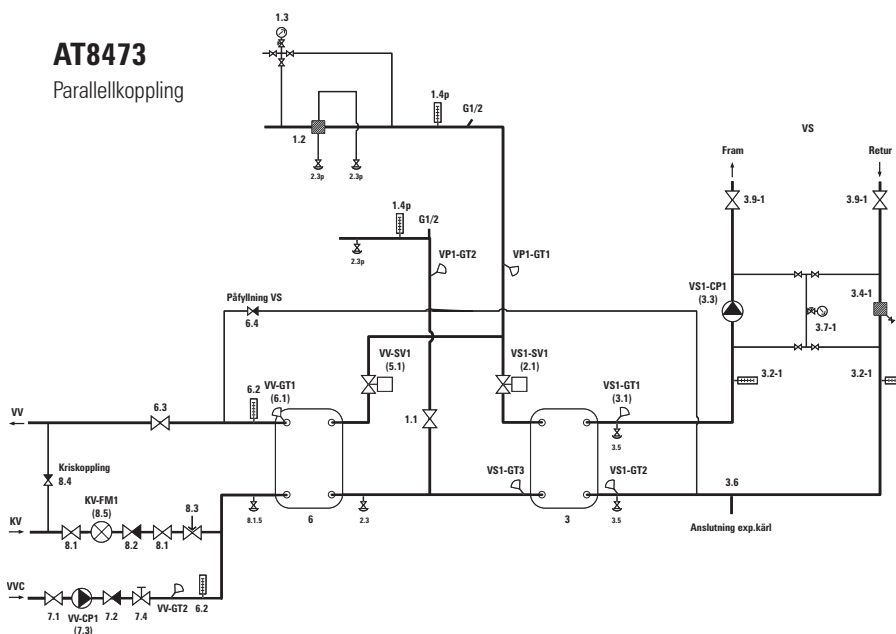 AT8473
Parallellkoppling
1.3
1.4p
G1/2
1.2
2.3p
2.3p
VS
Fram
Retur
3.9-1
3.9-1
1.4p
G1/2
2.3p
VP1-GT2
VP1-GT1
Påfyllning VS
6.4
VS1-CP1
(3.3)
3.4-1
3.7-1
VV-SV1
(5.1)
VS1-SV1
(2.1)
3.2-1
3.2-1
6.2
VV-GT1
(6.1)
VS1-GT1
(3.1)
VV
6.3
1.1
3.5
Kriskoppling
8.4
VS1-GT3
VS1-GT2
3.6
KV-FM1
(8.5)
8.3
8.1.5
6
2.3
3
3.5
Anslutning exp.kärl
KV
8.1
8.2
8.1
VVC
7.1
VV-CP1
(7.3)
7.2
7.4
VV-GT2
6.2